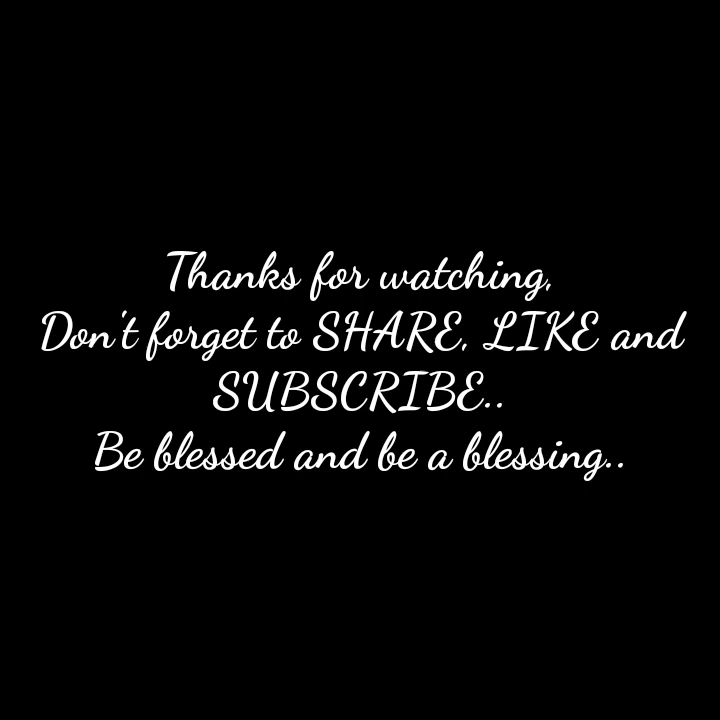 Thanks for watching,
Don't forget to SHARE, LIKE and
SUBSCRIBE..
Be blessed and be a blessing..